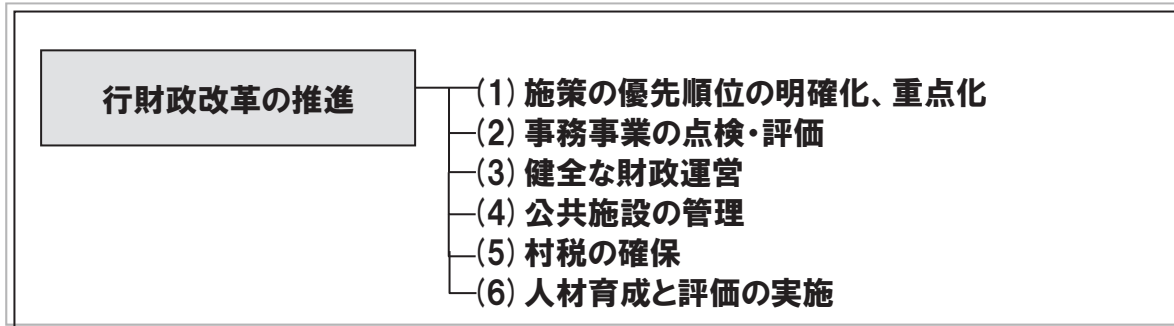 行財政改革の推進
(1) 施策の優先順位の明確化、重点化
(2) 事務事業の点検・評価
(3) 健全な財政運営
(4) 公共施設の管理
(5) 村税の確保
(6) 人材育成と評価の実施